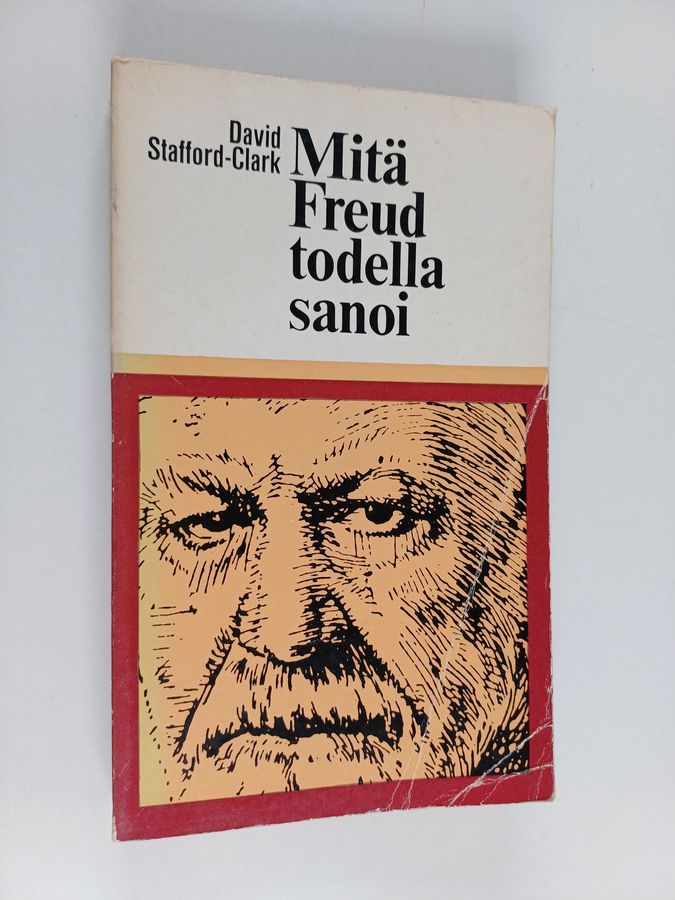 David
Stafford-Clark
Mitä
Freud
todella
sanoi